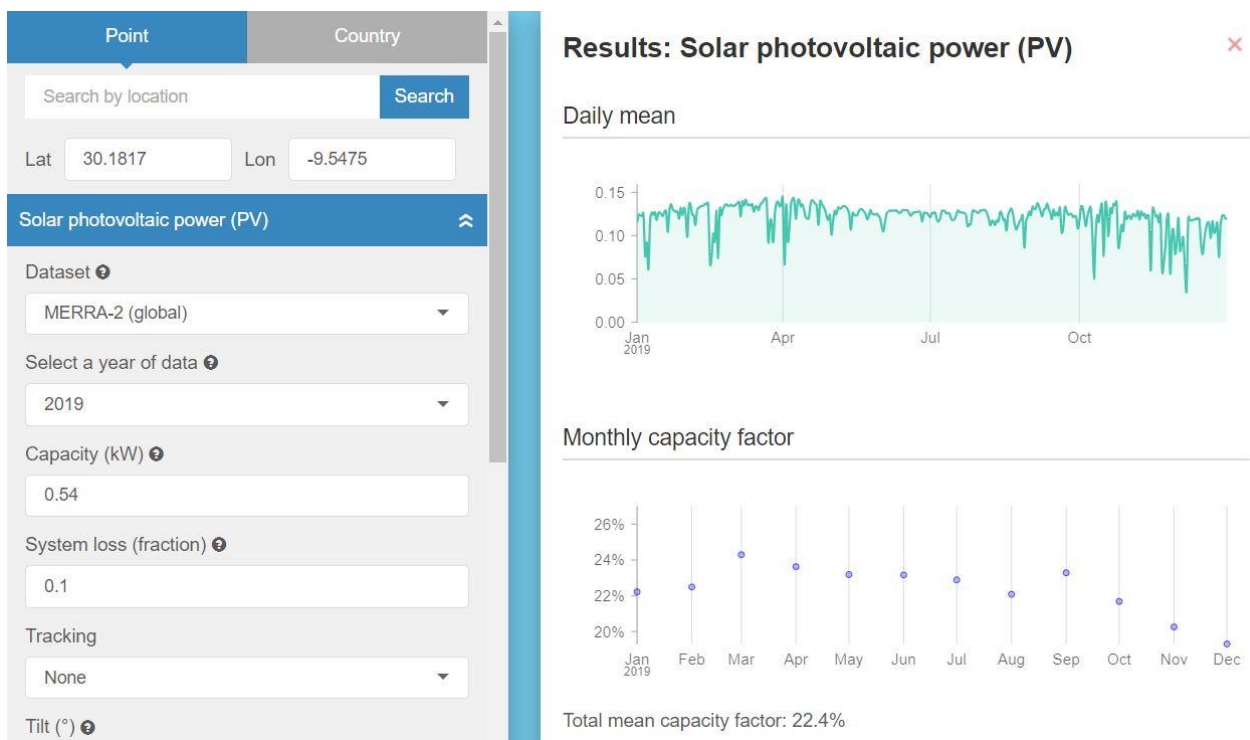 Point Country
Search by location Search
Lat 30.1817 Lon -9.5475
Solar photovoltaic power (PV)
Dataset
MERRA-2 (global)
Select a year of data
2019
Capacity (kW)
0.54
System loss (fraction)
0.1
Tracking
None
Tilt (°)
Results: Solar photovoltaic power (PV)
Daily mean
0.15
0.10
0.05
0.00
Jan Apr Jul Oct
2019
Monthly capacity factor
26%
24%
22%
20%
Jan Feb Mar Apr May Jun Jul Aug Sep Oct Nov Dec
2019
Total mean capacity factor: 22.4%